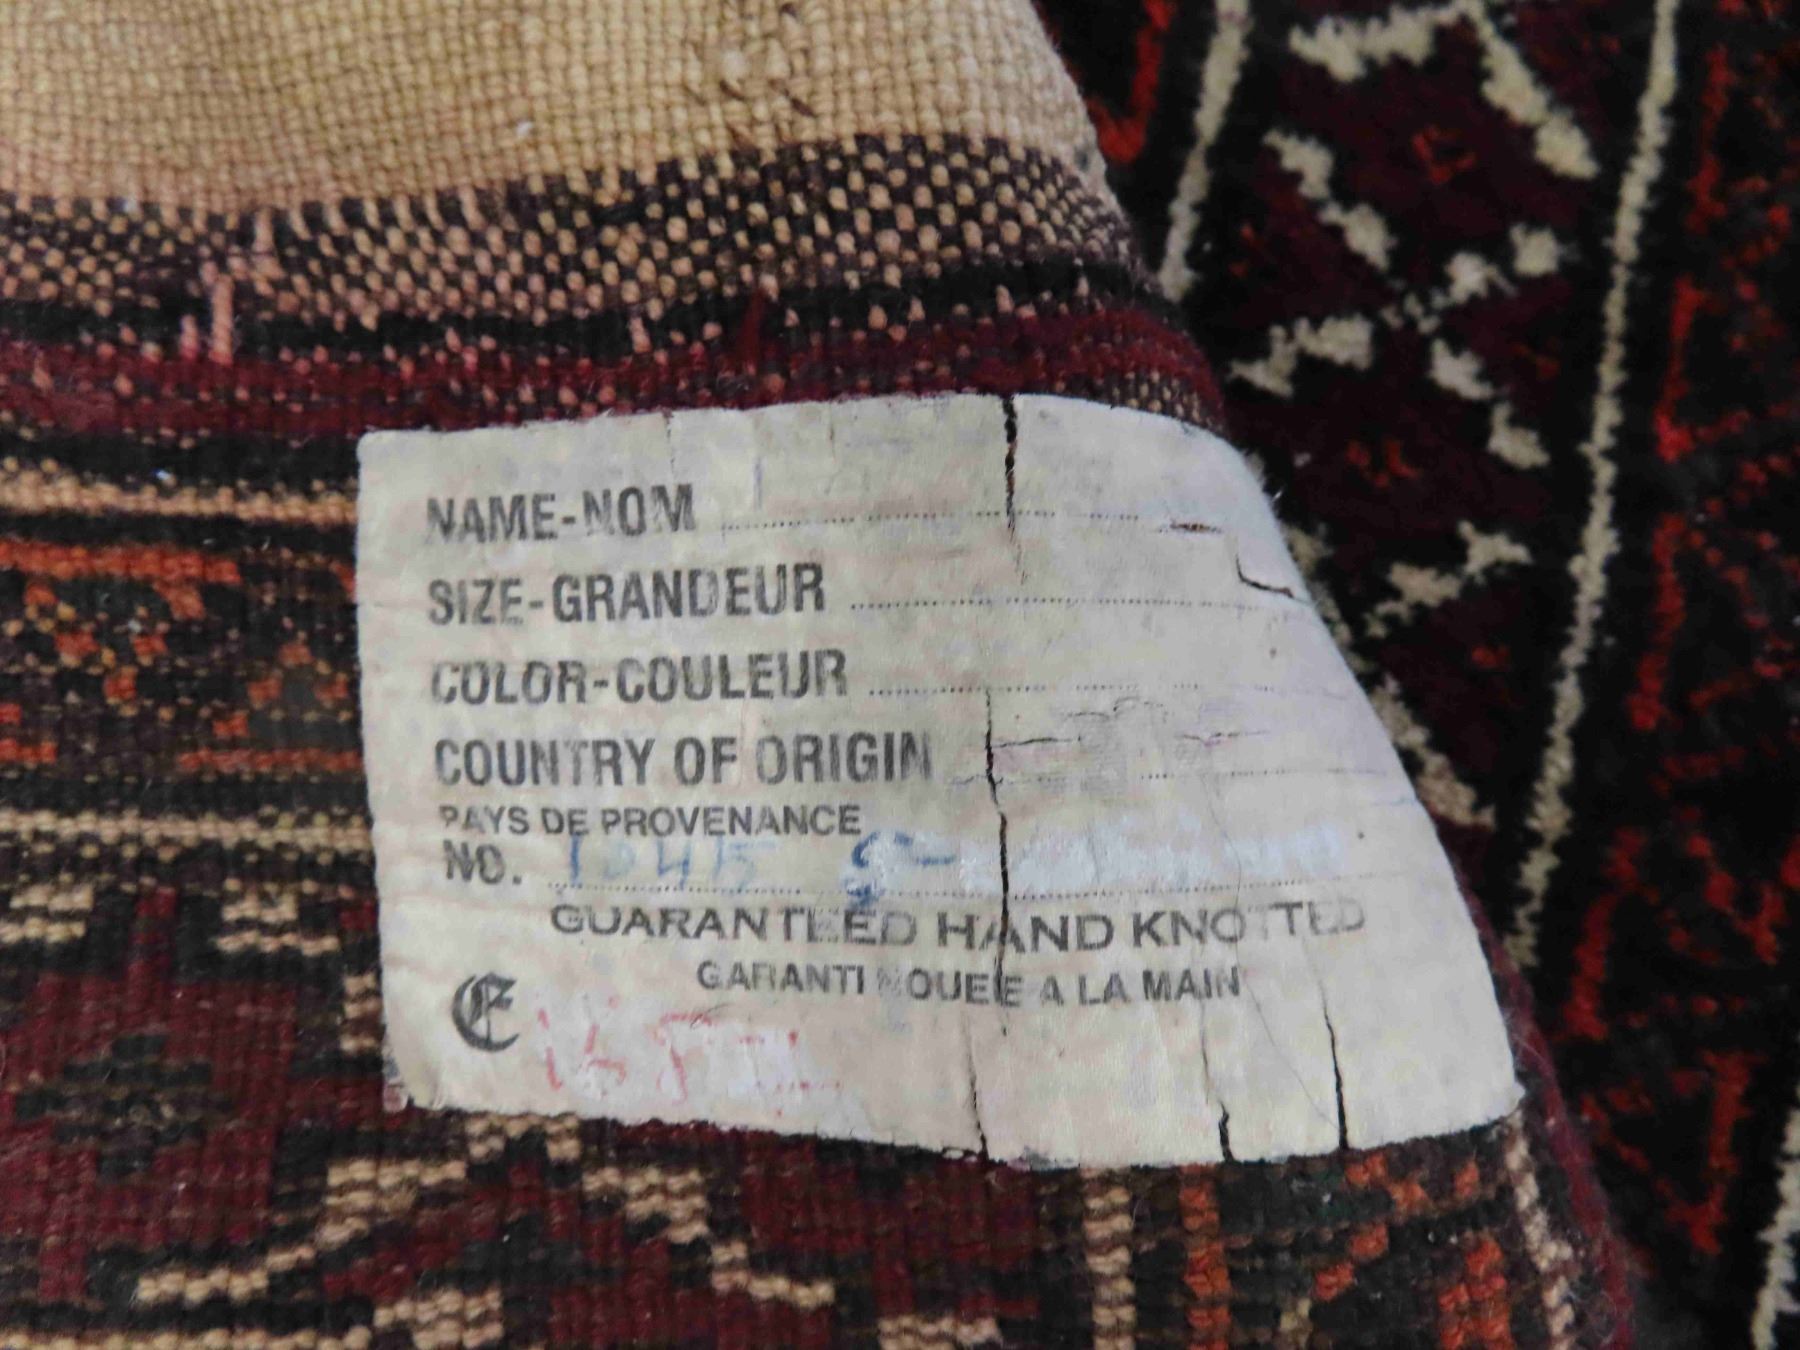 NAME-NOM
SIZE-GRANDEUR
COLOR-COULEUR
COUNTRY OF ORIGIN
PAYS DE PROVENANCE
NO. 10415
GUARANTEED HAND KNOTTED
GARANTI NOUEE A LA MAIN
E